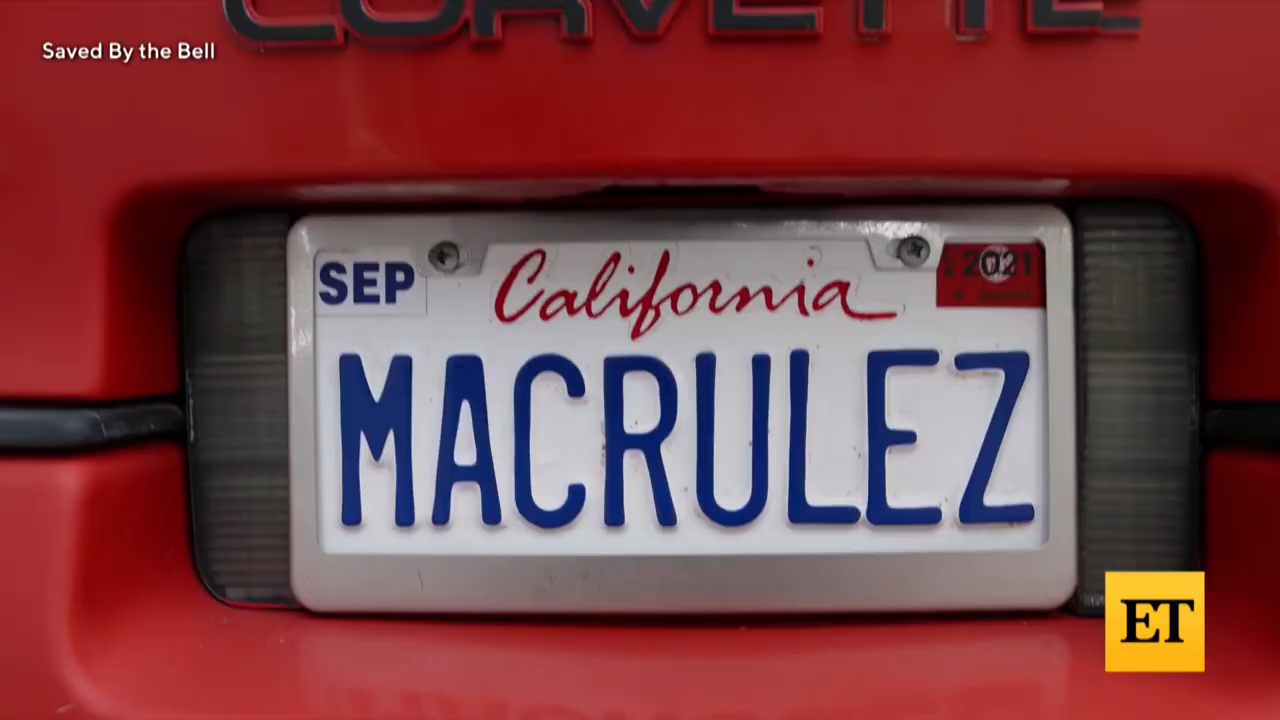 CORVETTE
Saved By the Bell
SEP
California
2021
MACRULEZ
ET